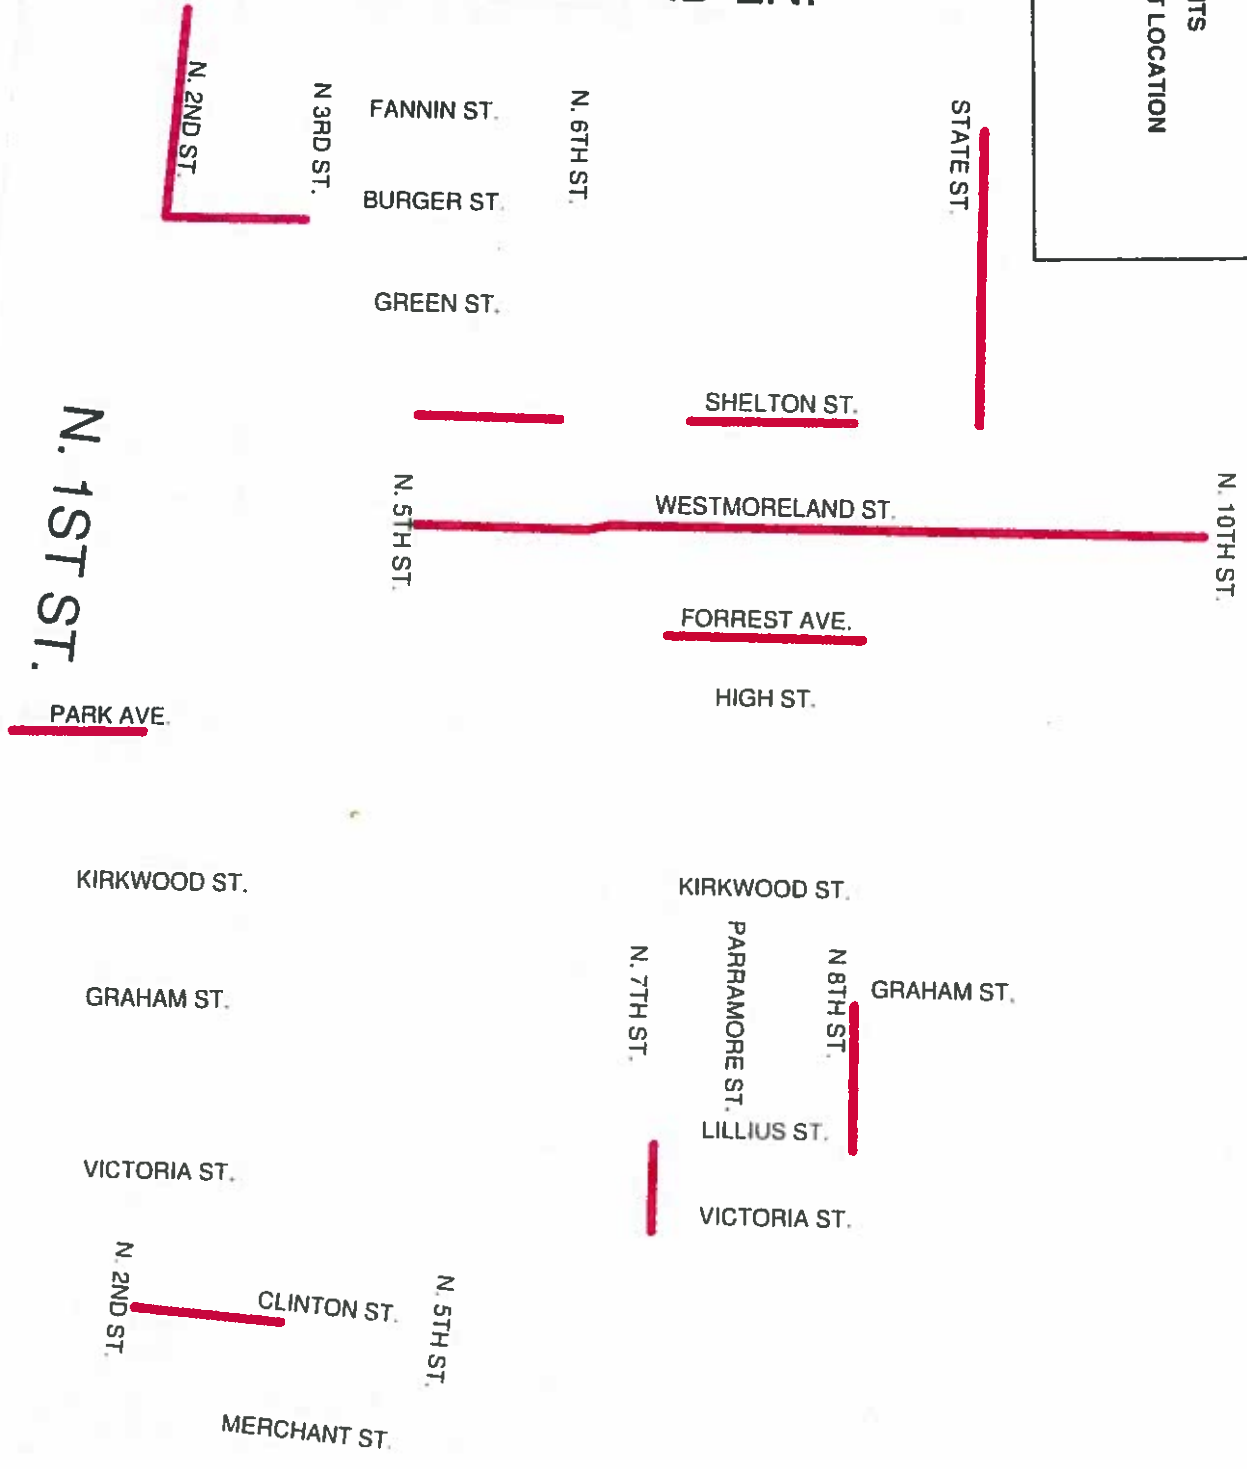 TS
T LOCATION
N. 2ND ST.
N 3RD ST.
FANNIN ST.
N. 6TH ST.
STATE ST.
BURGER ST.
GREEN ST.
SHELTON ST.
N. 1ST ST.
N. 5TH ST.
WESTMORELAND ST.
N. 10TH ST.
FORREST AVE.
HIGH ST.
PARK AVE.
KIRKWOOD ST.
KIRKWOOD ST.
GRAHAM ST.
N. 7TH ST.
PARRAMORE ST.
N 8TH ST.
GRAHAM ST.
LILLIUS ST.
VICTORIA ST.
VICTORIA ST.
N. 2ND ST.
CLINTON ST.
N. 5TH ST.
MERCHANT ST.